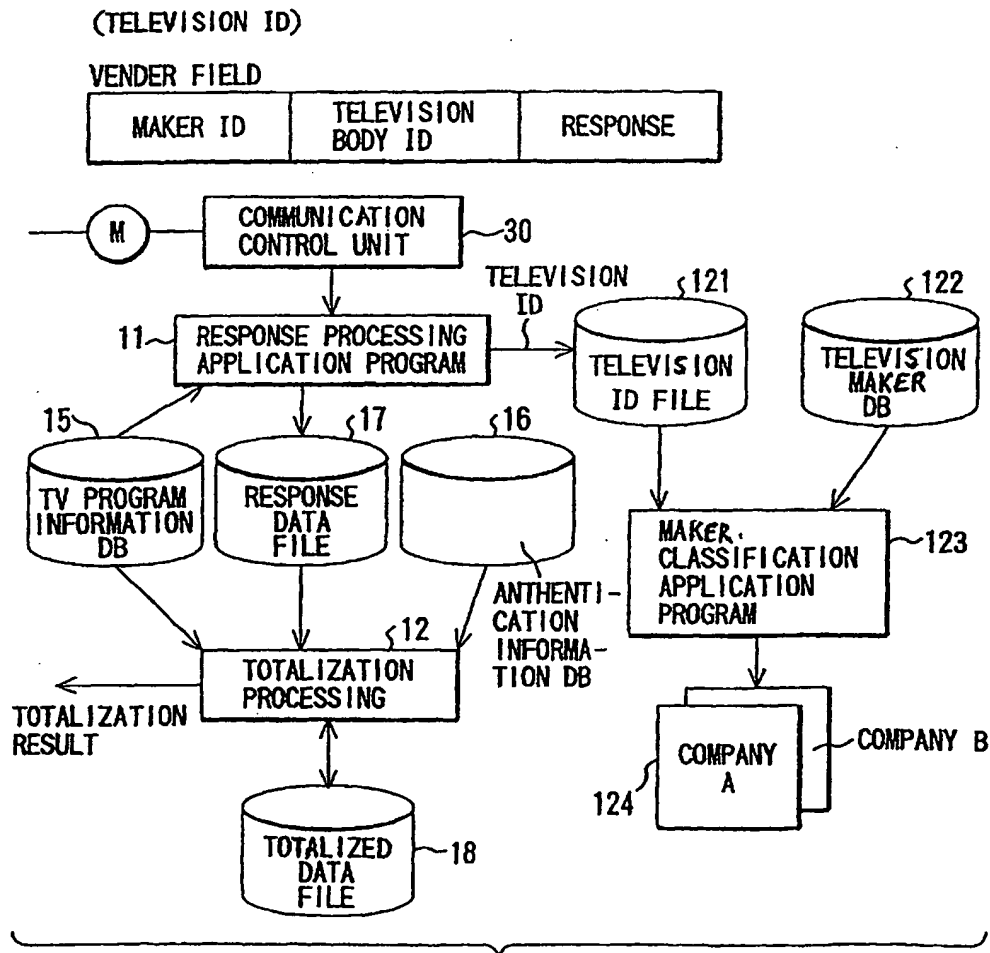 (TELEVISION ID)
VENDER FIELD
MAKER ID
TELEVISION
BODY ID
RESPONSE
M
COMMUNICATION
CONTROL UNIT
30
TELEVISION
ID
121
122
11
RESPONSE PROCESSING
APPLICATION PROGRAM
TELEVISION
ID FILE
TELEVISION
MAKER
DB
15
17
16
TV PROGRAM
INFORMATION
DB
RESPONSE
DATA
FILE
MAKER.
CLASSIFICATION
APPLICATION
PROGRAM
123
ANTHENTI-
CATION
INFORMA-
TION DB
12
TOTALIZATION
PROCESSING
TOTALIZATION
RESULT
COMPANY
A
COMPANY B
124
TOTALIZED
DATA
FILE
18